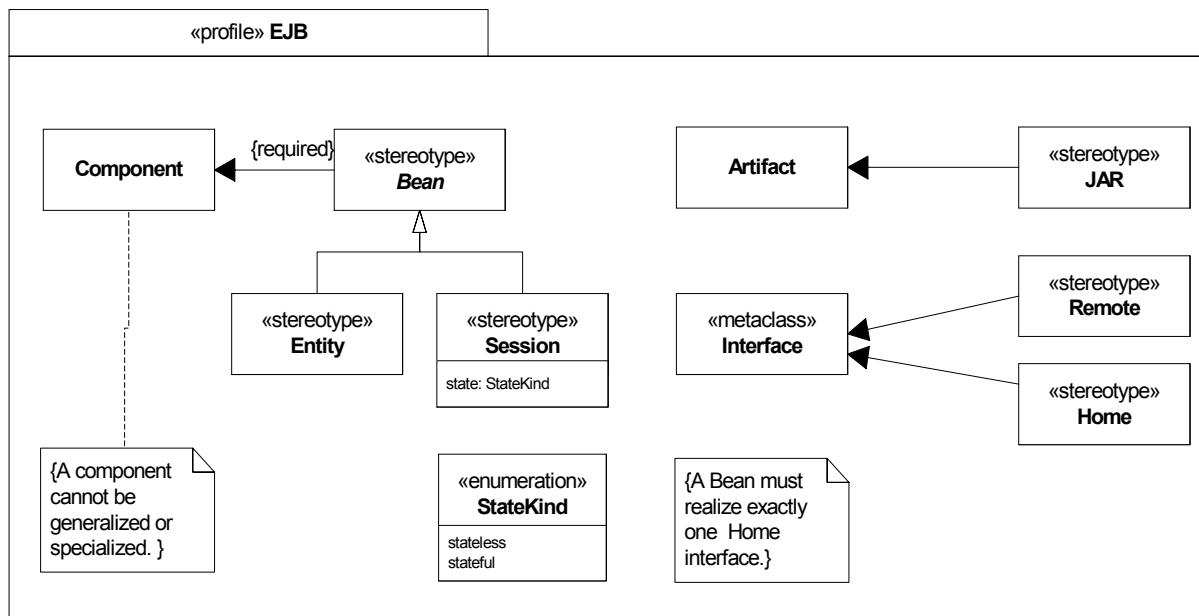 «profile» EJB
Component
{required}
«stereotype»
Bean
Artifact
«stereotype»
JAR
«stereotype»
Entity
«stereotype»
Session
state: StateKind
«metaclass»
Interface
«stereotype»
Remote
«stereotype»
Home
{A component
cannot be
generalized or
specialized. }
«enumeration»
StateKind
stateless
stateful
{A Bean must
realize exactly
one Home
interface.}